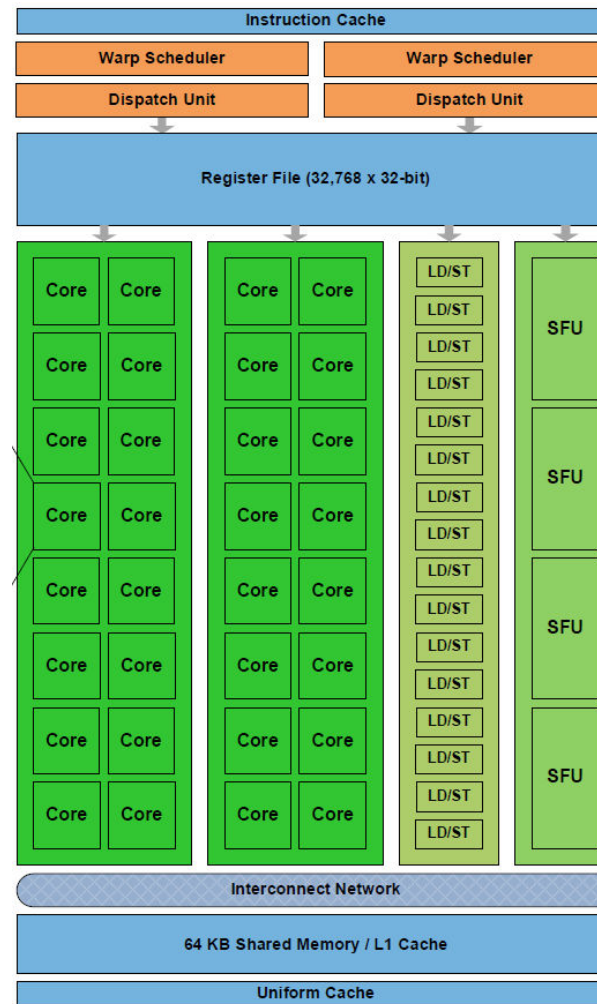 Instruction Cache
Warp Scheduler Warp Scheduler
Dispatch Unit Dispatch Unit
Register File (32,768 x 32-bit)
Core Core Core Core LD/ST
LD/ST
SFU
Core Core Core Core LD/ST
LD/ST
Core Core Core Core LD/ST
LD/ST
SFU
Core Core Core Core LD/ST
LD/ST
Core Core Core Core LD/ST
LD/ST
SFU
Core Core Core Core LD/ST
LD/ST
Core Core Core Core LD/ST
LD/ST
SFU
Core Core Core Core LD/ST
LD/ST
Interconnect Network
64 KB Shared Memory / L1 Cache
Uniform Cache